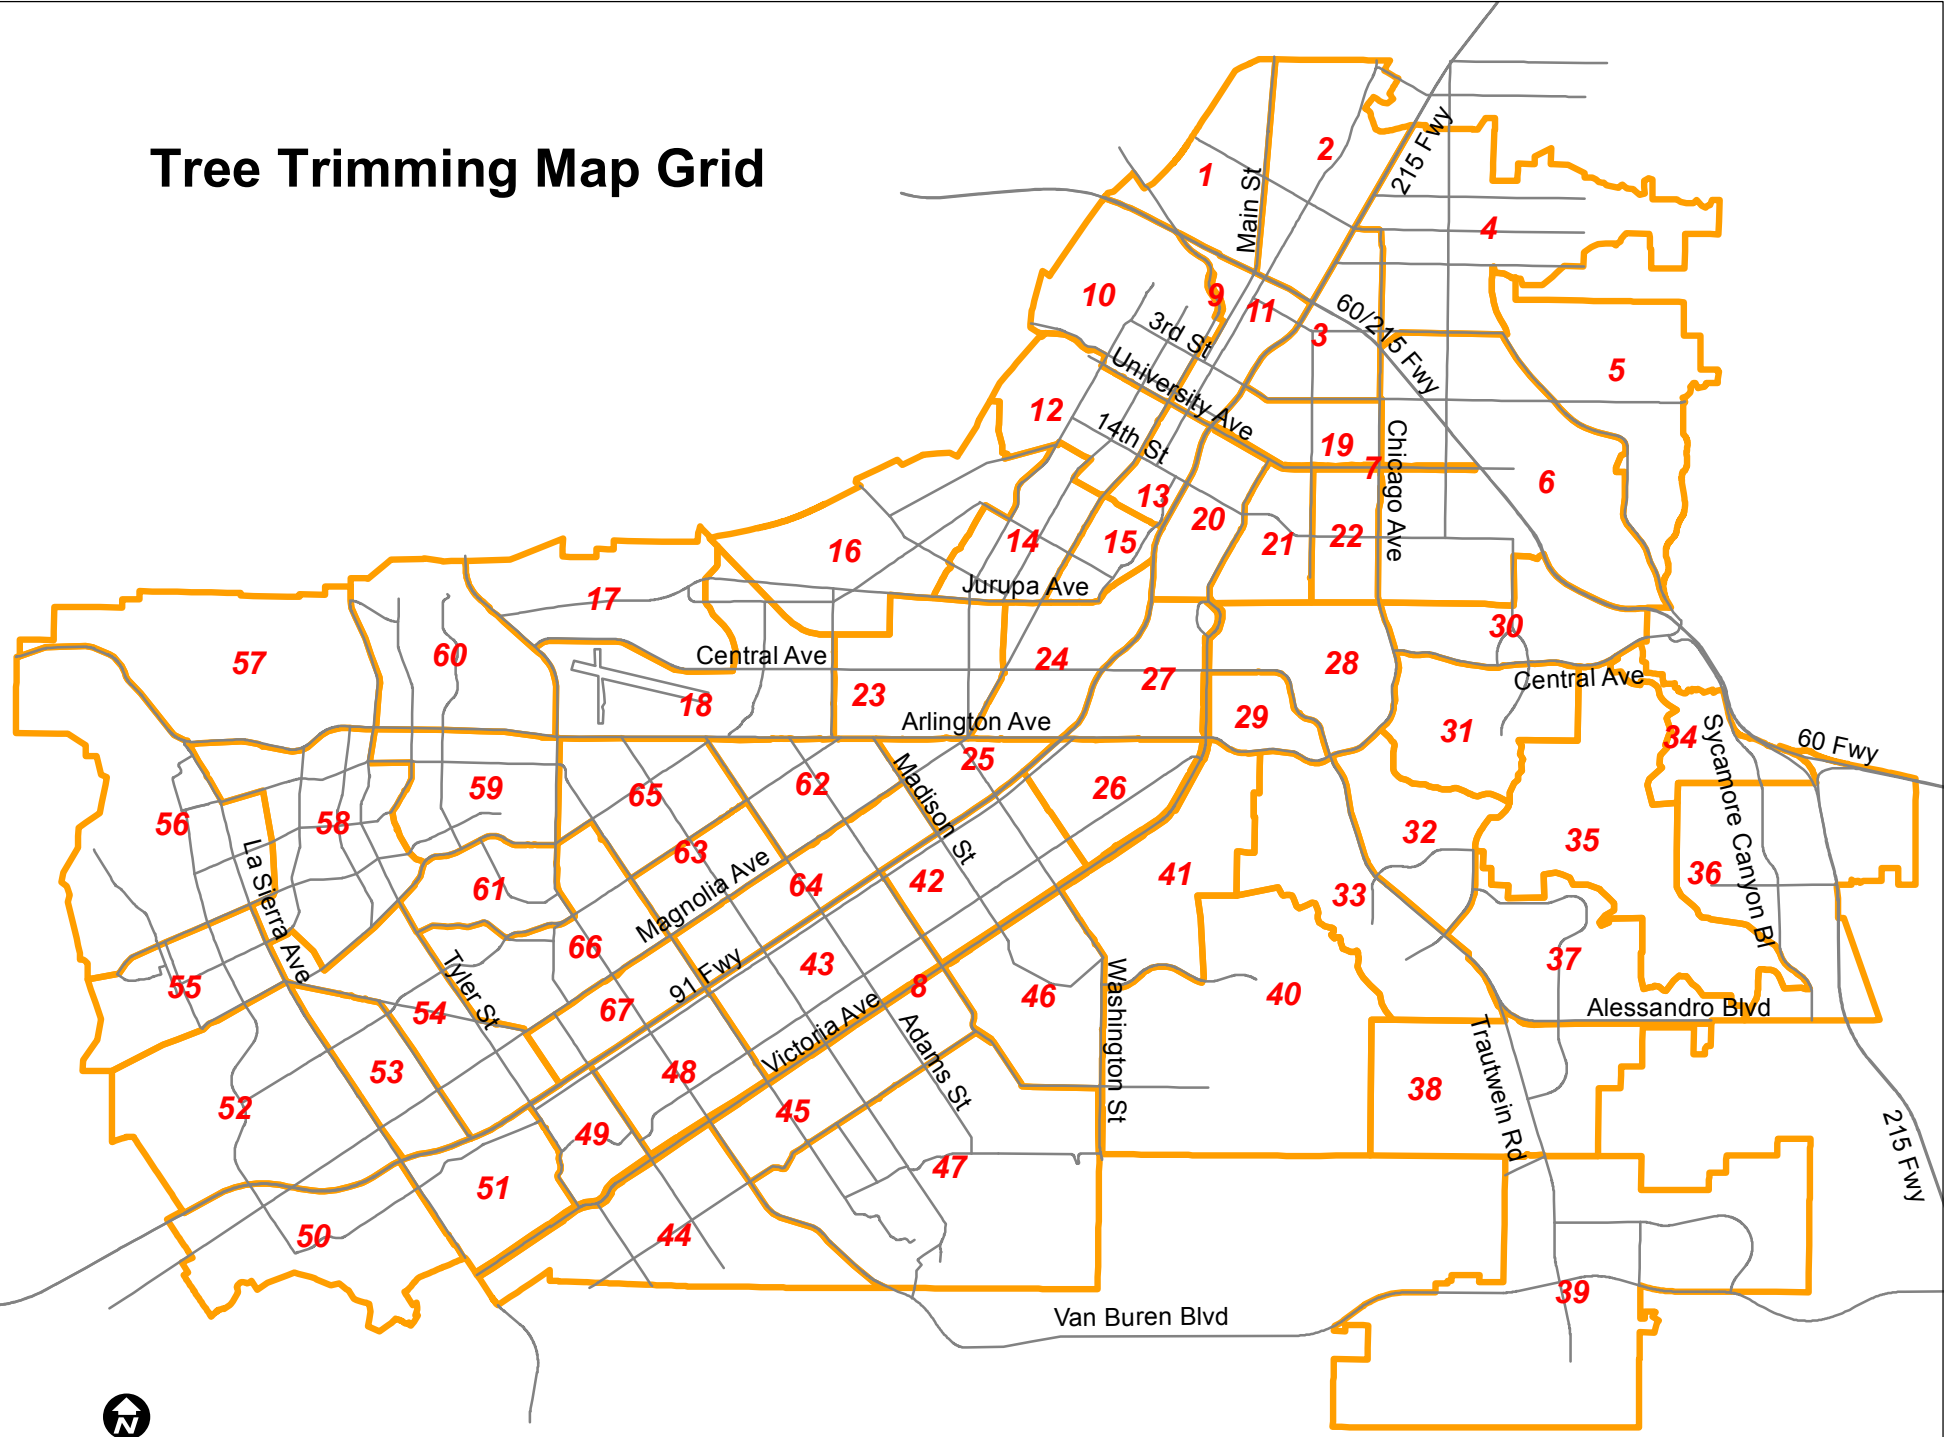 Tree Trimming Map Grid
215 Fwy
2
1
Main St
4
10
9
11
3
60/215 Fwy
3rd St
5
University Ave
12
14th St
19
Chicago Ave
7
6
13
20
14
15
21
22
16
Jurupa Ave
17
30
57
60
Central Ave
24
28
27
Central Ave
23
18
Arlington Ave
29
31
34
Sycamore Canyon Bl
60 Fwy
25
Madison St
62
26
59
65
56
58
32
35
La Sierra Ave
63
Magnolia Ave
64
42
41
36
61
33
66
Tyler St
91 Fwy
43
37
55
8
46
40
Washington St
54
67
Victoria Ave
Adams St
Alessandro Blvd
Trautwein Rd
53
48
38
52
45
49
215 Fwy
47
51
50
44
39
Van Buren Blvd
N